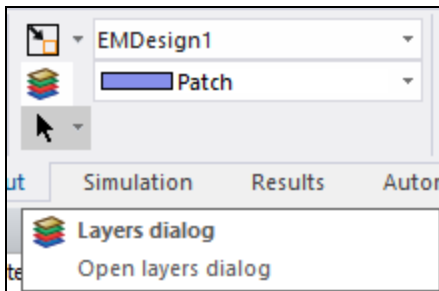 EMDesign1
Patch
ut Simulation Results Autor
Layers dialog
te Open layers dialog